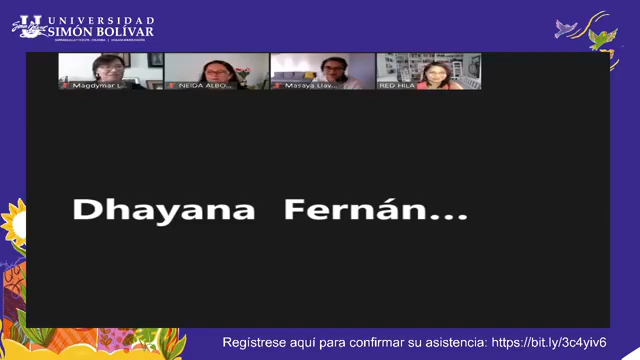 UNIVERSIDAD
SIMÓN BOLÍVAR
Magdymar L...
NEIDA ALBO...
Masaya Llav...
RED HILA
Dhayana Fernán...
Regístrese aquí para confirmar su asistencia: https://bit.ly/3c4yiv6